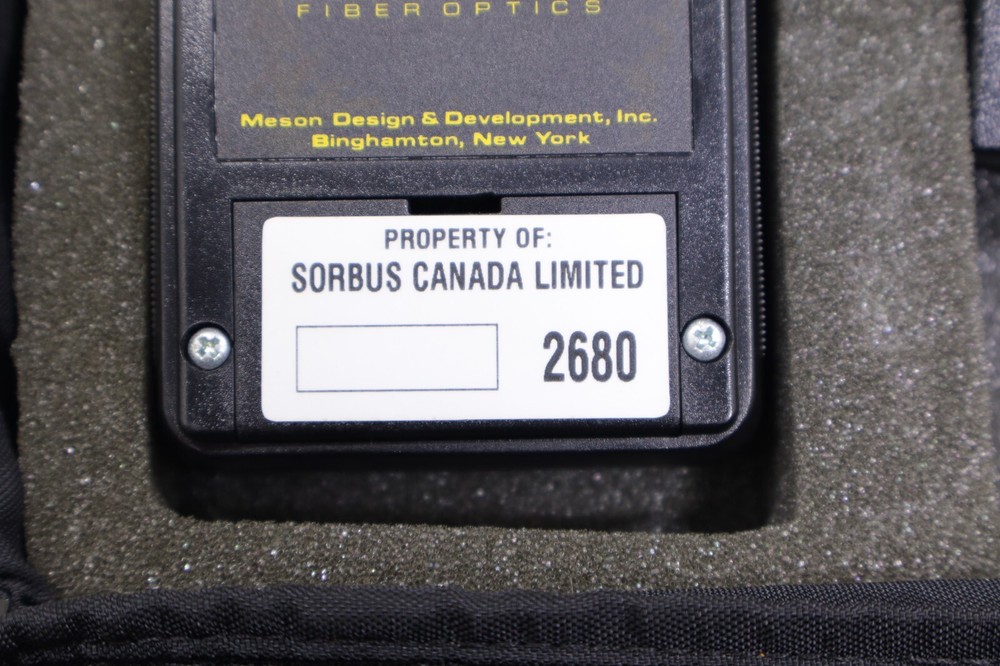 FIBER OPTICS
Meson Design & Development, Inc.
Binghamton, New York
PROPERTY OF:
SORBUS CANADA LIMITED
2680